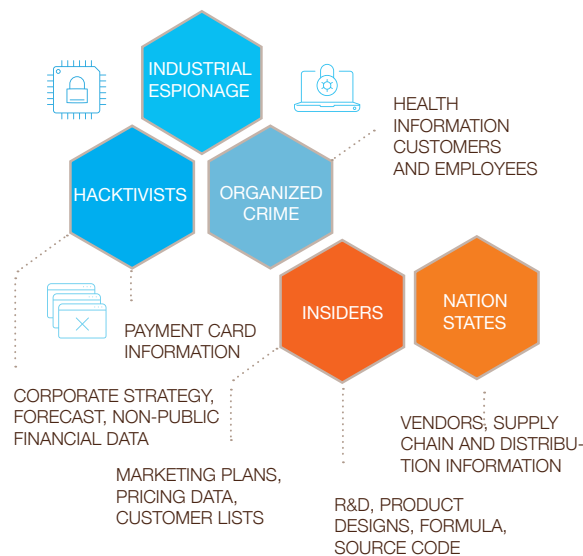 INDUSTRIAL
ESPIONAGE
HEALTH
INFORMATION
CUSTOMERS
AND EMPLOYEES
HACKTIVISTS
ORGANIZED
CRIME
INSIDERS
NATION
STATES
PAYMENT CARD
INFORMATION
CORPORATE STRATEGY,
FORECAST, NON-PUBLIC
FINANCIAL DATA
VENDORS, SUPPLY
CHAIN AND DISTRIBU-
TION INFORMATION
MARKETING PLANS,
PRICING DATA,
CUSTOMER LISTS
R&D, PRODUCT
DESIGNS, FORMULA,
SOURCE CODE